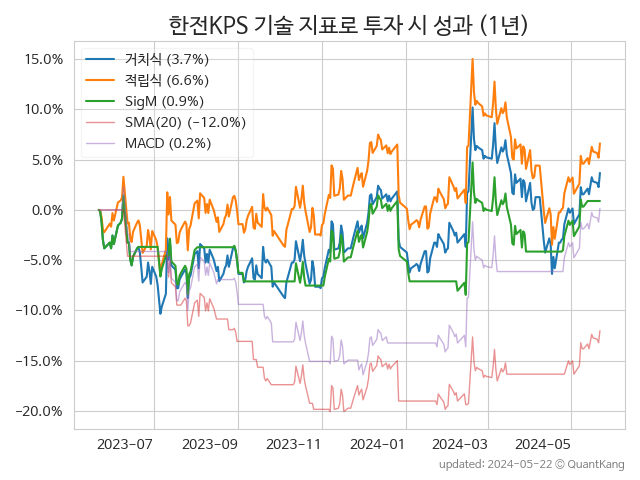 한전KPS 기술 지표로 투자 시 성과 (1년)
거치식 (3.7%)
적립식 (6.6%)
SigM (0.9%)
SMA(20) (−12.0%)
MACD (0.2%)
15.0%
10.0%
5.0%
0.0%
−5.0%
−10.0%
−15.0%
−20.0%
2023-07 2023-09 2023-11 2024-01 2024-03 2024-05
updated: 2024-05-22 © QuantKang